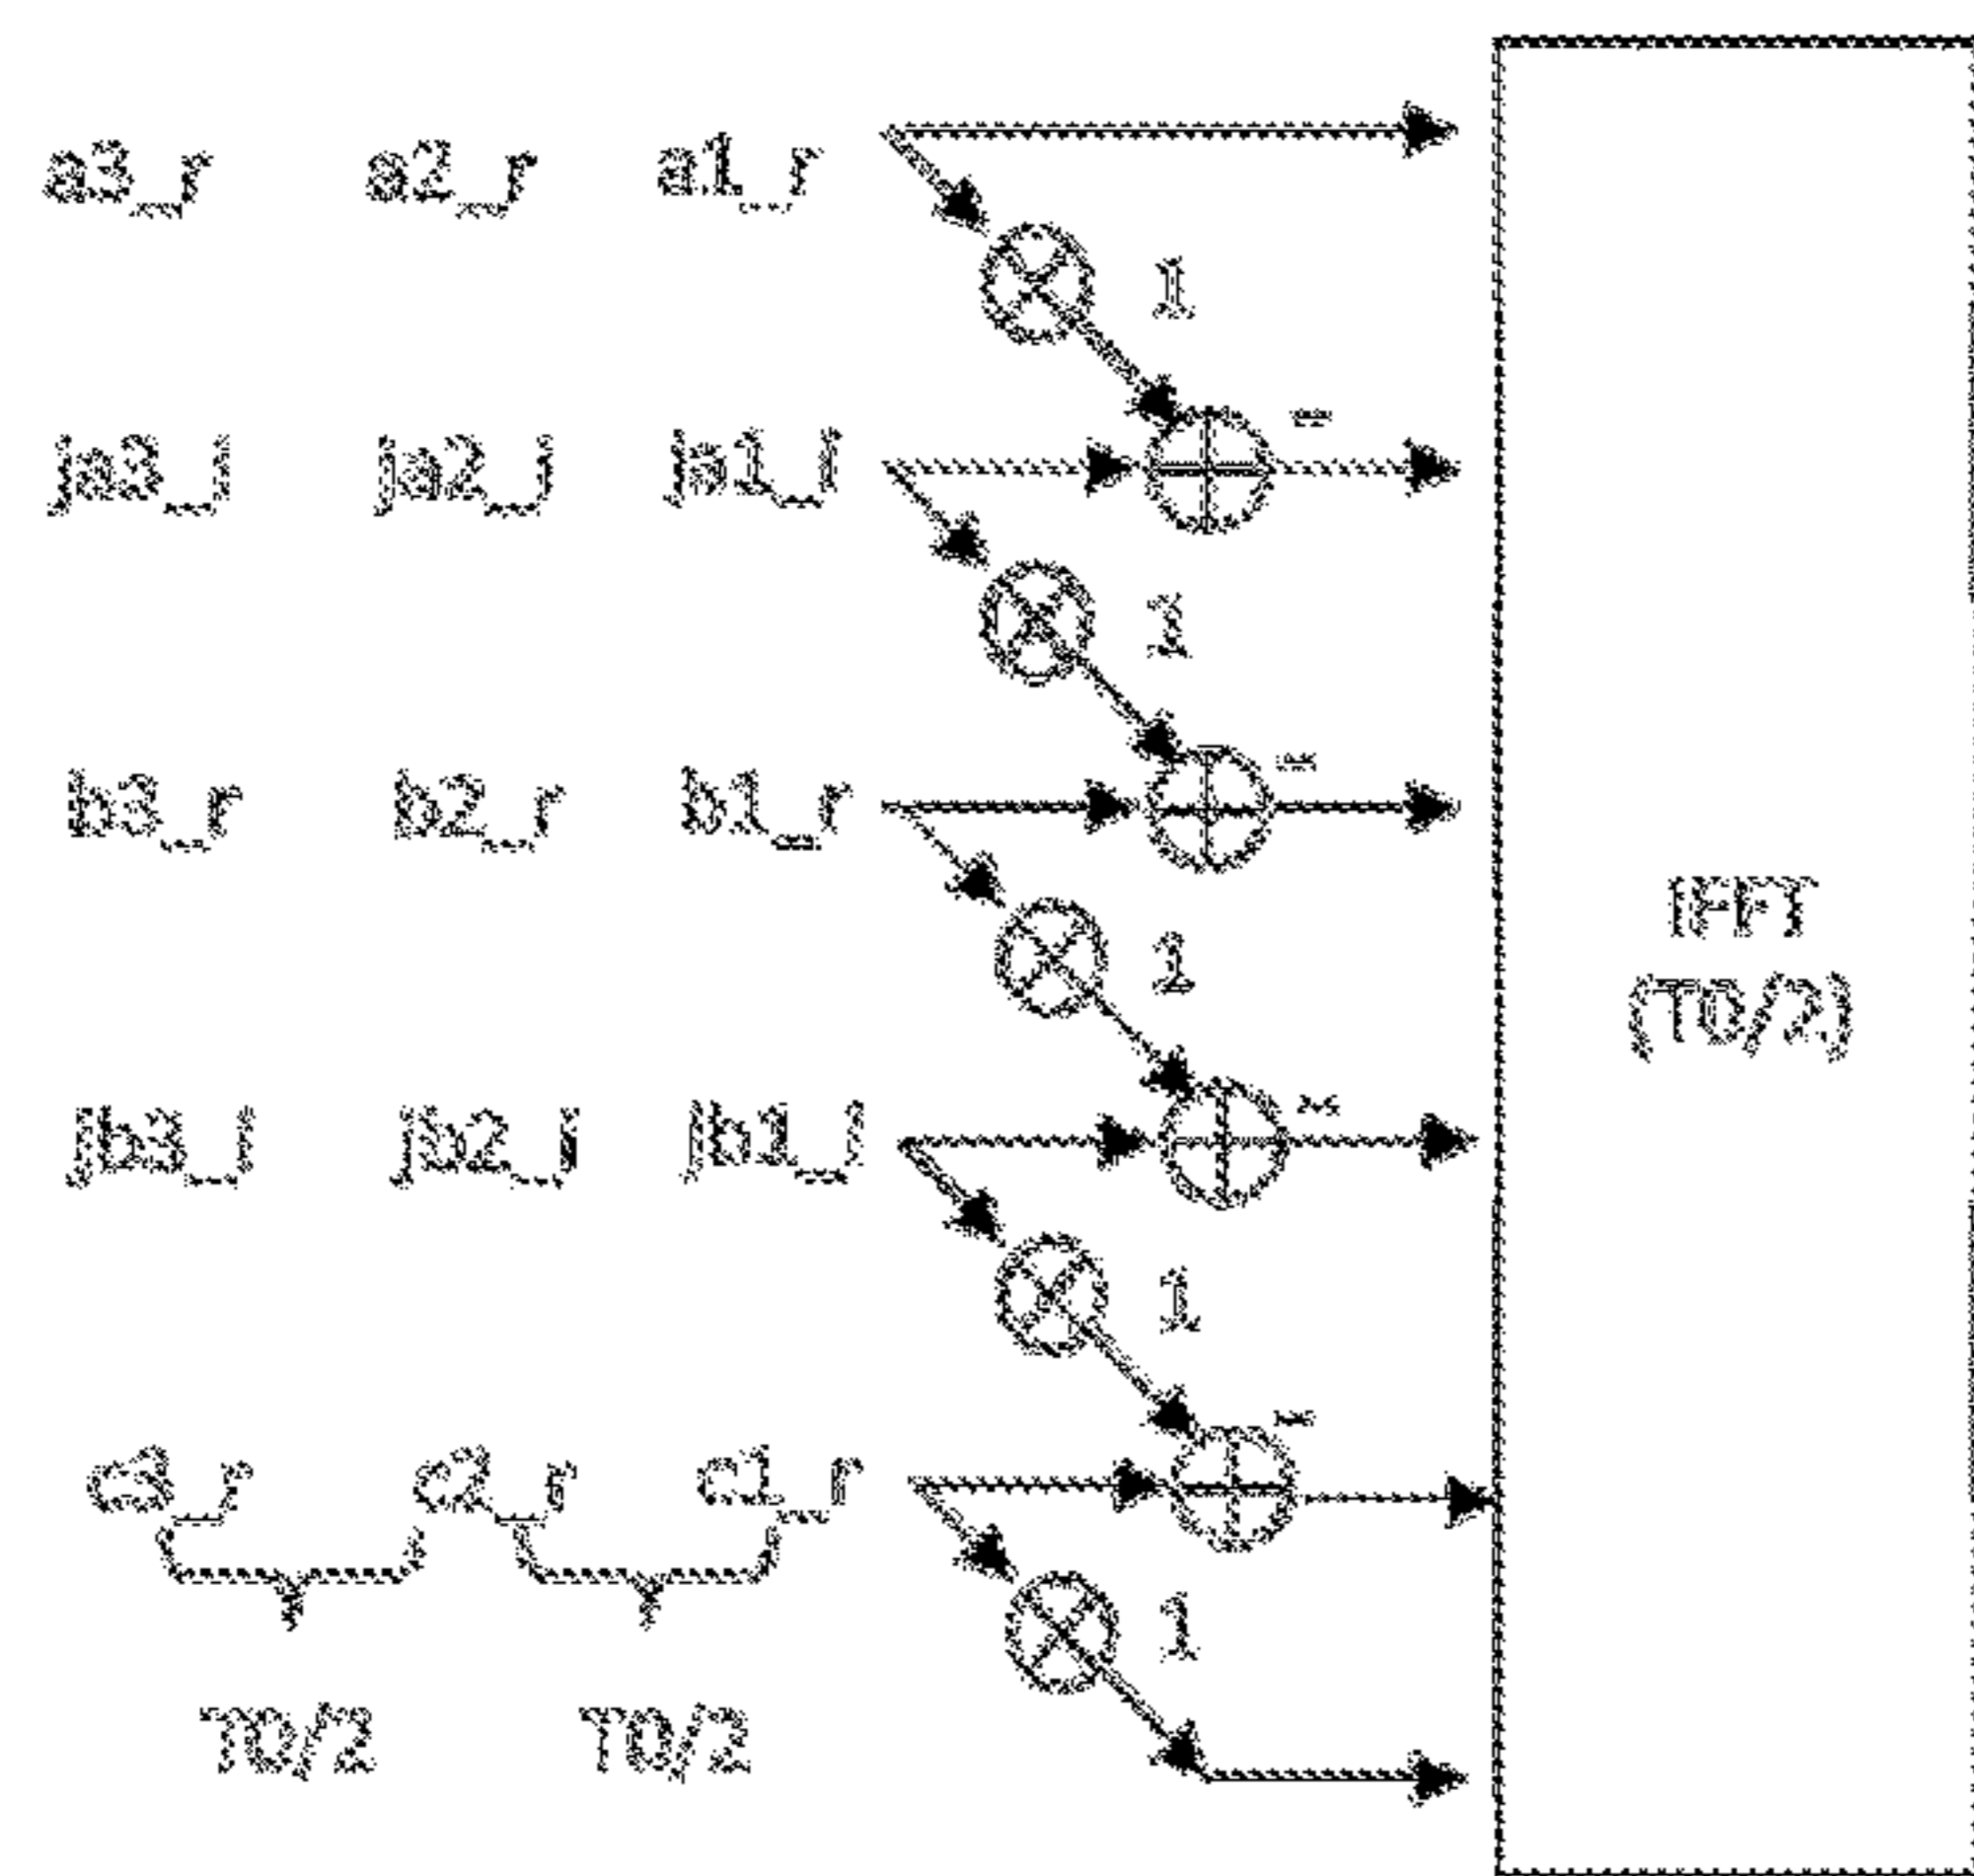 a3_r a2_r a1_r
1
ja3_i ja2_i ja1_i
1
b3_r b2_r b1_r
1
jb3_i jb2_i jb1_i
1
c3_r c2_r c1_r
1
T0/2 T0/2
IFFT
(T0/2)